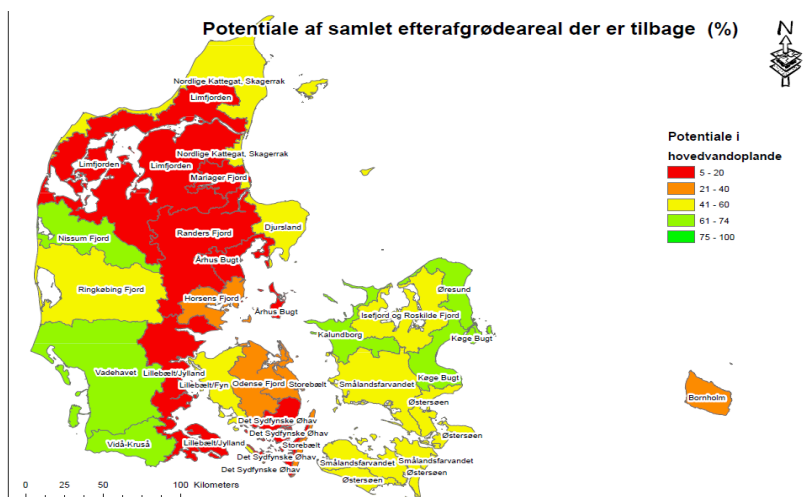 Potentiale af samlet efterafgrødeareal der er tilbage (%)
N
Nordlige Kattegat, Skagerrak
Limfjorden
Potentiale i
hovedvandoplande
5 - 20
21 - 40
41 - 60
61 - 74
75 - 100
Nordlige Kattegat, Skagerrak
Limfjorden
Limfjorden
Mariager Fjord
Djursland
Randers Fjord
Nissum Fjord
Århus Bugt
Ringkøbing Fjord
Horsens Fjord
Øresund
Århus Bugt
Isefjord og Roskilde Fjord
Kalundborg
Køge Bugt
Vadehavet
Lillebælt/Jylland
Lillebælt/Fyn
Odense Fjord
Storebælt
Smålandsfarvandet
Køge Bugt
Bornholm
Østersøen
Det Sydfynske Øhav
Det Sydfynske Øhav
Østersøen
Vidå-Kruså
Lillebælt/Jylland
Storebælt
Det Sydfynske Øhav
Smålandsfarvandet
Smålandsfarvandet
Det Sydfynske Øhav
Østersøen
Østersøen
0 25 50 100 Kilometers